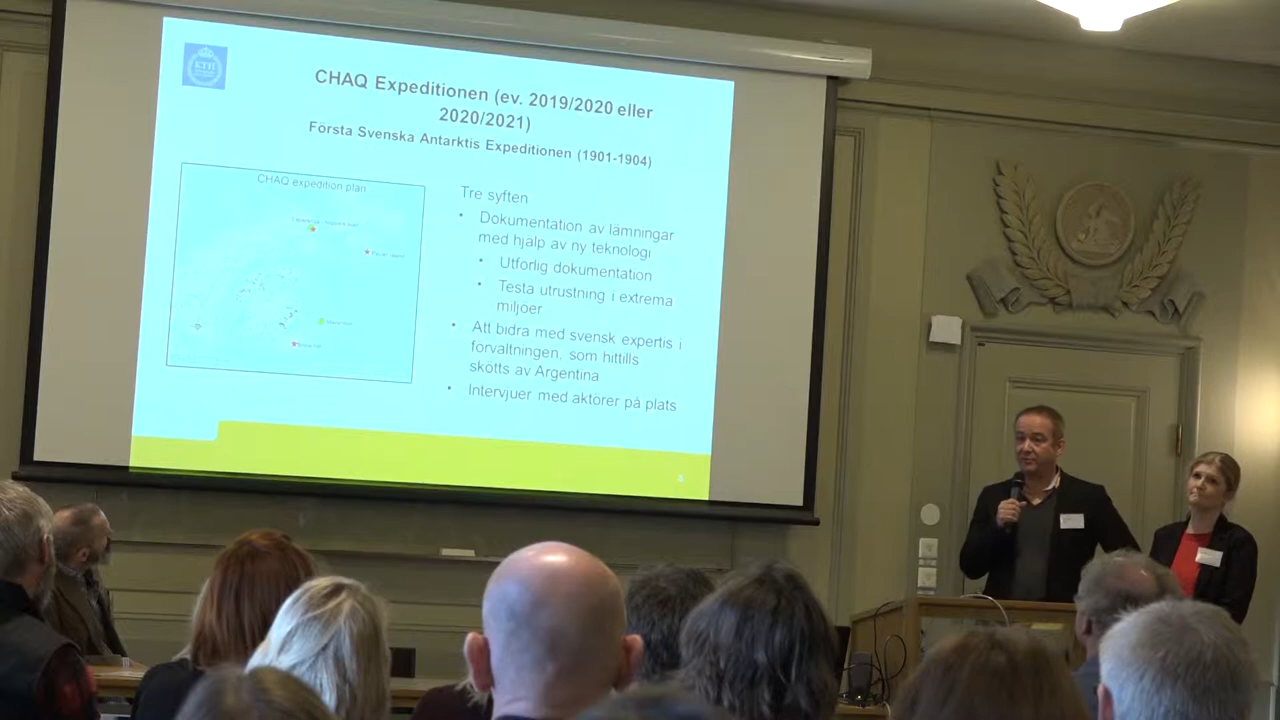 KTH
CHAQ Expeditionen (ev. 2019/2020 eller
2020/2021)
Första Svenska Antarktis Expeditionen (1901-1904)
CHAQ expedition plan
Tre syften
• Dokumentation av lämningar
med hjälp av ny teknologi
• Utförlig dokumentation
• Testa utrustning i extrema
miljöer
• Att bidra med svensk expertis i
förvaltningen, som hittills
skötts av Argentina
• Intervjuer med aktörer på plats